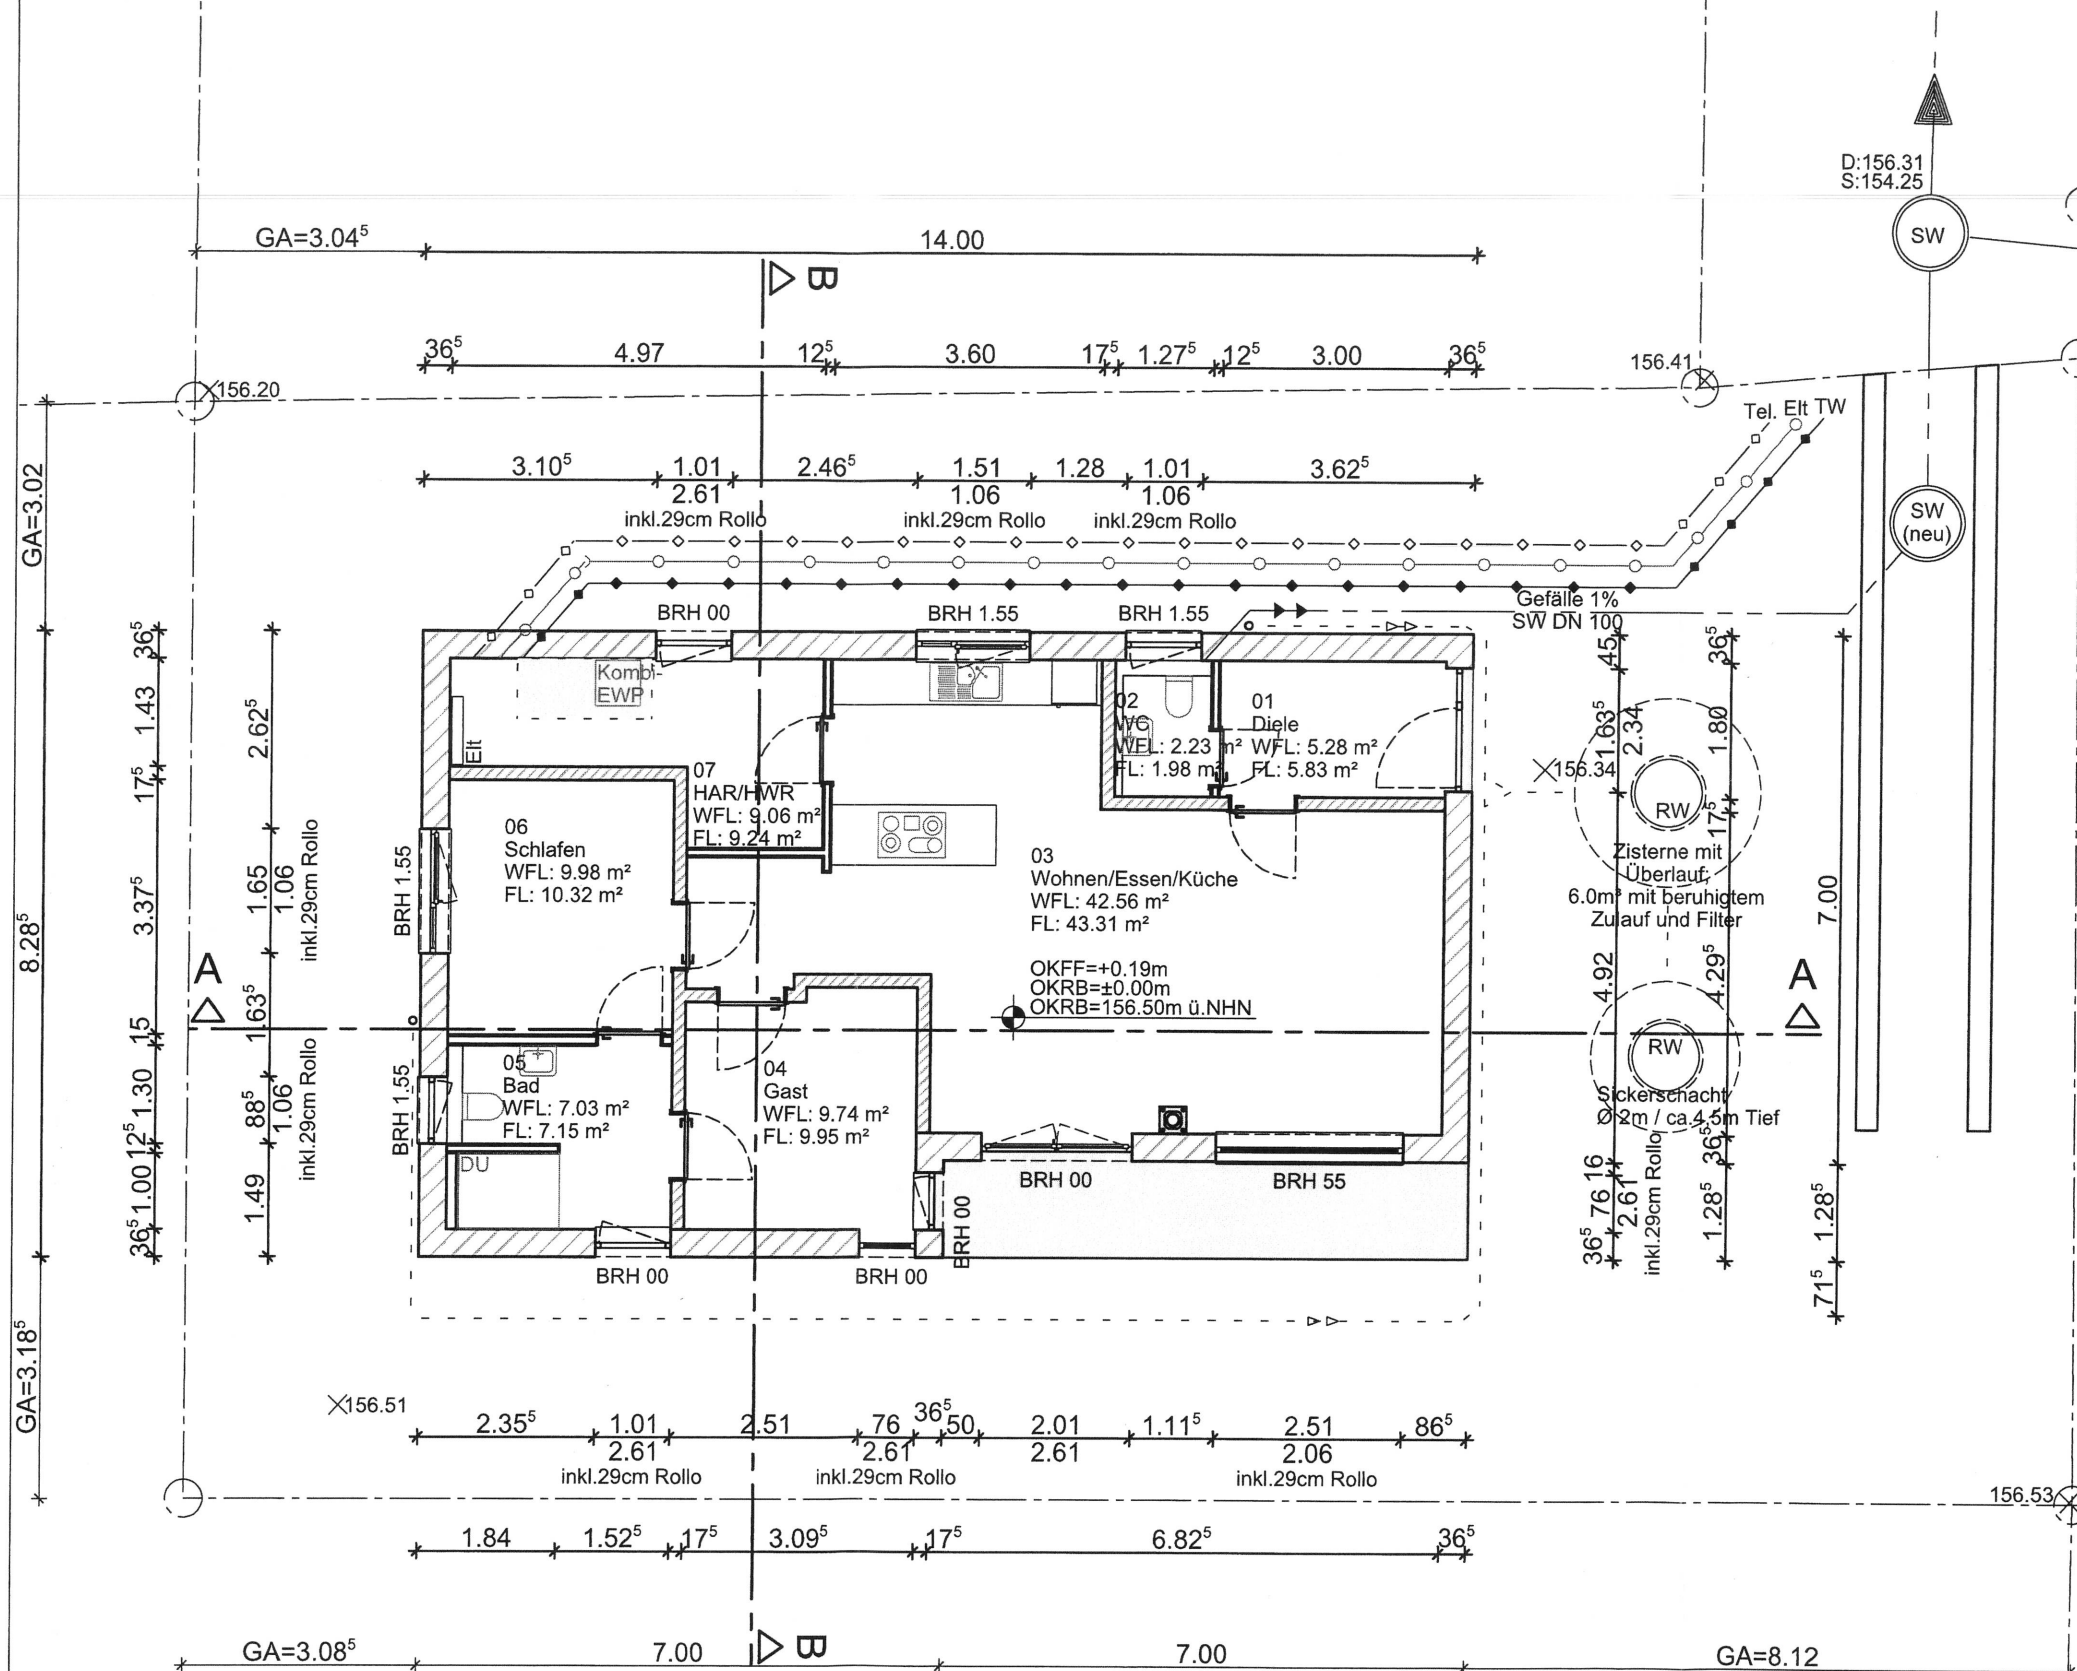 D:156.31
S:154.25
SW
GA=3.04⁵
14.00
B
36⁵ 4.97 12⁵ 3.60 17⁵ 1.27⁵ 12⁵ 3.00 36⁵
156.20
156.41
Tel. Elt TW
3.10⁵ 1.01 2.46⁵ 1.51 1.28 1.01 3.62⁵
2.61 1.06 1.06
inkl.29cm Rollo inkl.29cm Rollo inkl.29cm Rollo
SW
(neu)
GA=3.02
8.28⁵
GA=3.18⁵
BRH 00 BRH 1.55 BRH 1.55
Gefälle 1%
SW DN 100
36⁵
1.43
17⁵
3.37⁵
15
1.30
12⁵
1.00
36⁵
2.62⁵
1.65
1.06
inkl.29cm Rollo
1.63⁵
88⁵
1.06
inkl.29cm Rollo
1.49
BRH 1.55
BRH 1.55
Kombi-
EWP
Elt
02
WC
WFL: 2.23 m²
FL: 1.98 m²
01
Diele
WFL: 5.28 m²
FL: 5.83 m²
07
HAR/HWR
WFL: 9.06 m²
FL: 9.24 m²
06
Schlafen
WFL: 9.98 m²
FL: 10.32 m²
03
Wohnen/Essen/Küche
WFL: 42.56 m²
FL: 43.31 m²
OKFF=+0.19m
OKRB=±0.00m
OKRB=156.50m ü.NHN
A
A
05
Bad
WFL: 7.03 m²
FL: 7.15 m²
DU
04
Gast
WFL: 9.74 m²
FL: 9.95 m²
BRH 00
BRH 55
BRH 00
BRH 00
BRH 00
45
1.63⁵
2.34
4.92
16
76
2.61
inkl.29cm Rollo
36⁵
36⁵
1.80
17⁵
4.29⁵
36⁵
1.28⁵
7.00
1.28⁵
71⁵
156.34
RW
Zisterne mit
Überlauf;
6.0m³ mit beruhigtem
Zulauf und Filter
RW
Sickerschacht
Ø 2m / ca.4,5m Tief
156.51
2.35⁵ 1.01 2.51 76 36⁵ 50 2.01 1.11⁵ 2.51 86⁵
2.61 2.61 2.61 2.06
inkl.29cm Rollo inkl.29cm Rollo inkl.29cm Rollo
156.53
1.84 1.52⁵ 17⁵ 3.09⁵ 17⁵ 6.82⁵ 36⁵
B
GA=3.08⁵ 7.00 7.00 GA=8.12